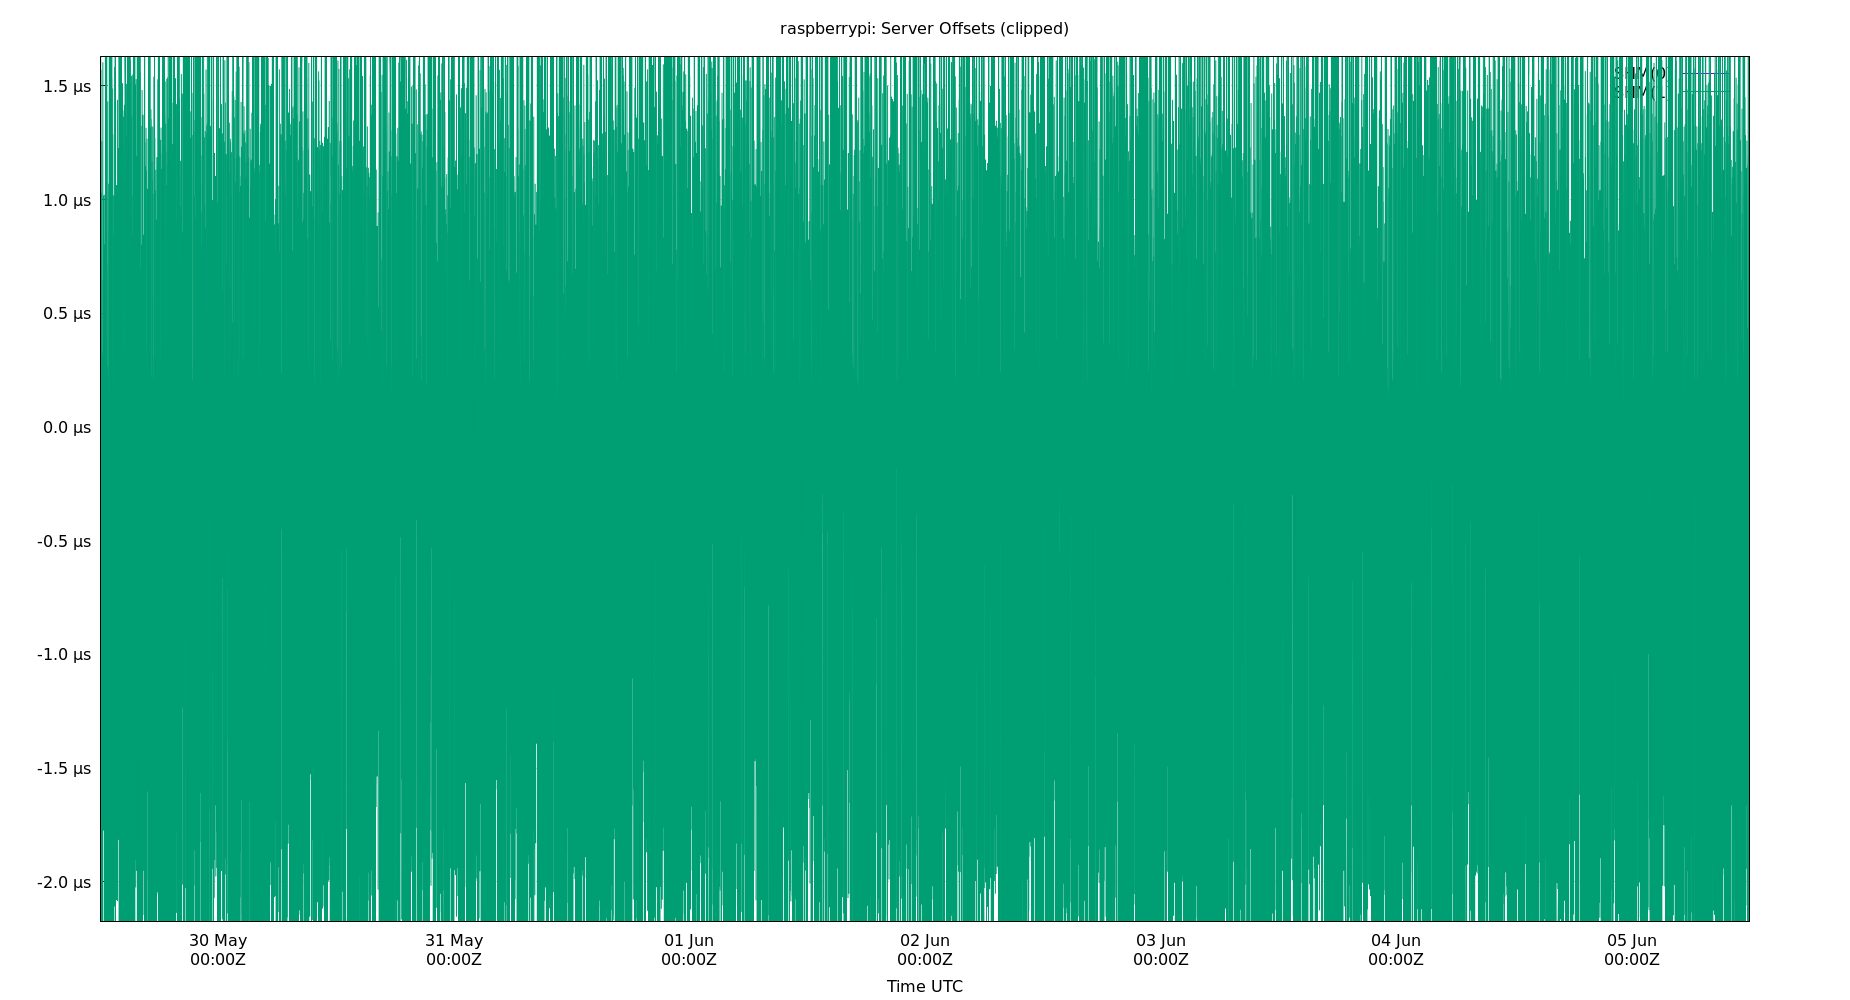 raspberrypi: Server Offsets (clipped)
1.5 µs
1.0 µs
0.5 µs
0.0 µs
-0.5 µs
-1.0 µs
-1.5 µs
-2.0 µs
30 May
00:00Z
31 May
00:00Z
01 Jun
00:00Z
02 Jun
00:00Z
03 Jun
00:00Z
04 Jun
00:00Z
05 Jun
00:00Z
Time UTC